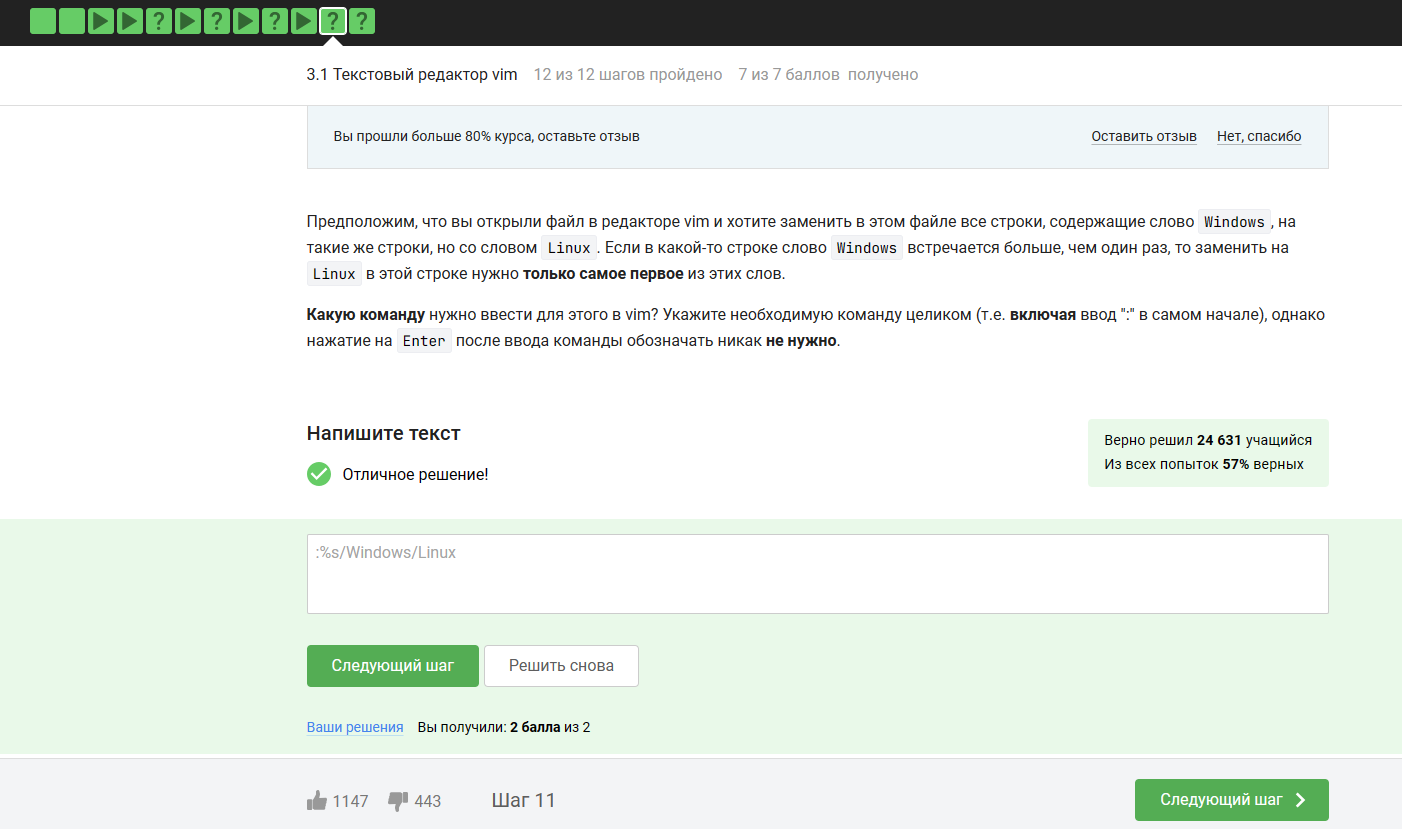 ? ? ? ? ?
3.1 Текстовый редактор vim 12 из 12 шагов пройдено 7 из 7 баллов получено
Вы прошли больше 80% курса, оставьте отзыв Оставить отзыв Нет, спасибо
Предположим, что вы открыли файл в редакторе vim и хотите заменить в этом файле все строки, содержащие слово Windows, на
такие же строки, но со словом Linux. Если в какой-то строке слово Windows встречается больше, чем один раз, то заменить на
Linux в этой строке нужно только самое первое из этих слов.
Какую команду нужно ввести для этого в vim? Укажите необходимую команду целиком (т.е. включая ввод ":" в самом начале), однако
нажатие на Enter после ввода команды обозначать никак не нужно.
Напишите текст
Верно решил 24 631 учащийся
Из всех попыток 57% верных
Отличное решение!
:%s/Windows/Linux
Следующий шаг Решить снова
Ваши решения Вы получили: 2 балла из 2
1147 443 Шаг 11 Следующий шаг